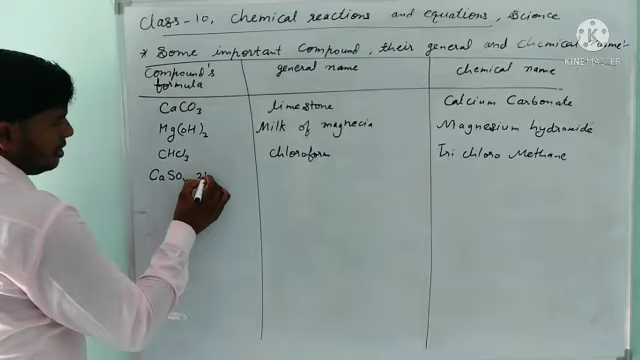 Class-10, Chemical reactions and equations, Science
* Some important Compound, their general and chemical name:
Compound's formula general name chemical name
CaCO₃ limestone Calcium Carbonate
Mg(OH)₂ Milk of magnecia Magnesium hydroxide
CHCl₃ chloroform Tri chloro Methane
CaSO₄
KINEMASTER